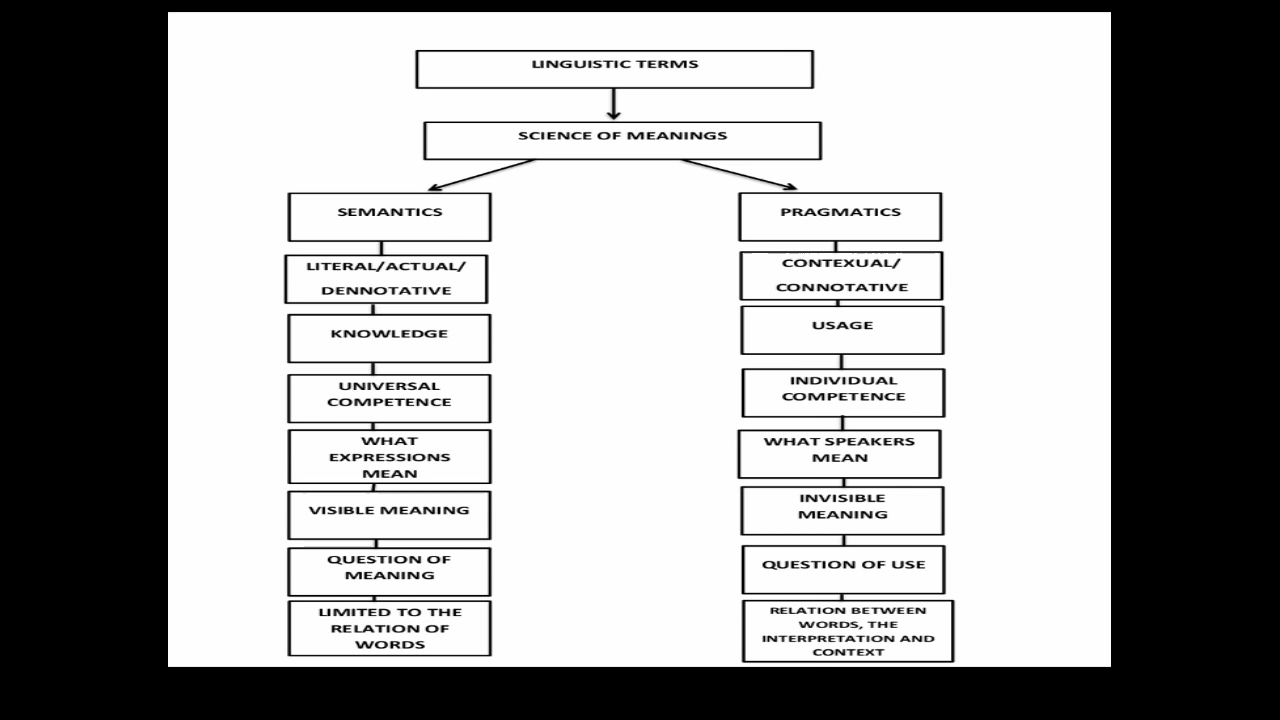 LINGUISTIC TERMS
SCIENCE OF MEANINGS
SEMANTICS
LITERAL/ACTUAL/
DENNOTATIVE
KNOWLEDGE
UNIVERSAL
COMPETENCE
WHAT
EXPRESSIONS
MEAN
VISIBLE MEANING
QUESTION OF
MEANING
LIMITED TO THE
RELATION OF
WORDS
PRAGMATICS
CONTEXUAL/
CONNOTATIVE
USAGE
INDIVIDUAL
COMPETENCE
WHAT SPEAKERS
MEAN
INVISIBLE
MEANING
QUESTION OF USE
RELATION BETWEEN
WORDS, THE
INTERPRETATION AND
CONTEXT